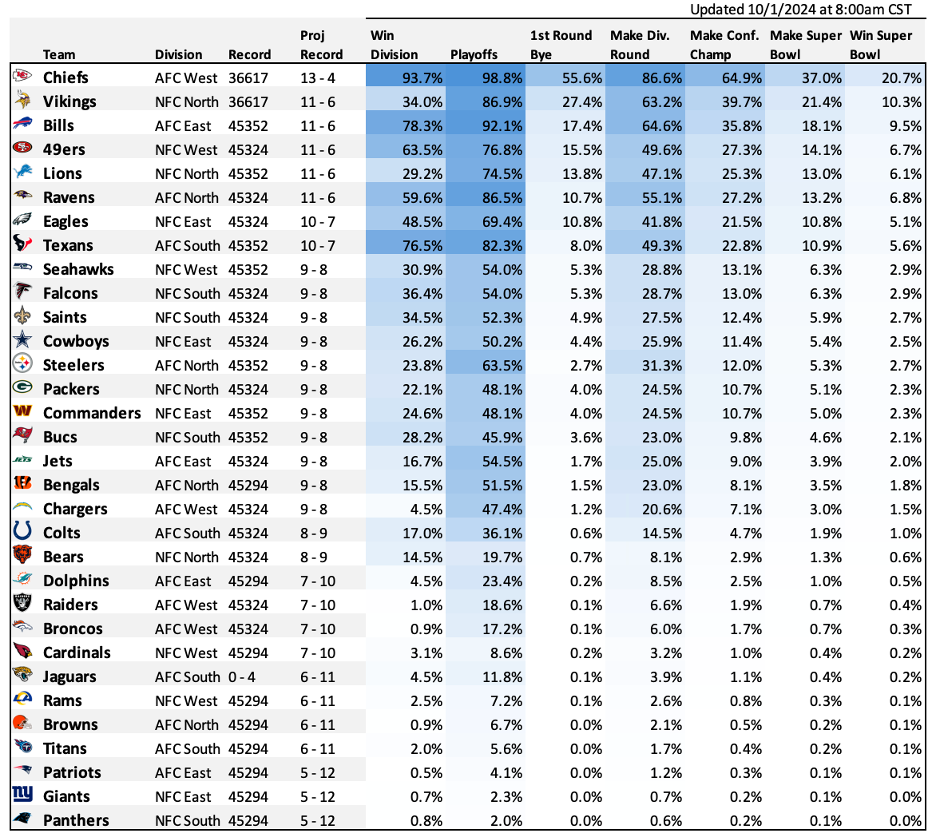 Updated 10/1/2024 at 8:00am CST
Proj Win 1st Round Make Div. Make Conf. Make Super Win Super
Team Division Record Record Division Playoffs Bye Round Champ Bowl Bowl
Chiefs AFC West 36617 13 - 4 93.7% 98.8% 55.6% 86.6% 64.9% 37.0% 20.7%
Vikings NFC North 36617 11 - 6 34.0% 86.9% 27.4% 63.2% 39.7% 21.4% 10.3%
Bills AFC East 45352 11 - 6 78.3% 92.1% 17.4% 64.6% 35.8% 18.1% 9.5%
49ers NFC West 45324 11 - 6 63.5% 76.8% 15.5% 49.6% 27.3% 14.1% 6.7%
Lions NFC North 45352 11 - 6 29.2% 74.5% 13.8% 47.1% 25.3% 13.0% 6.1%
Ravens AFC North 45324 11 - 6 59.6% 86.5% 10.7% 55.1% 27.2% 13.2% 6.8%
Eagles NFC East 45324 10 - 7 48.5% 69.4% 10.8% 41.8% 21.5% 10.8% 5.1%
Texans AFC South 45352 10 - 7 76.5% 82.3% 8.0% 49.3% 22.8% 10.9% 5.6%
Seahawks NFC West 45352 9 - 8 30.9% 54.0% 5.3% 28.8% 13.1% 6.3% 2.9%
Falcons NFC South 45324 9 - 8 36.4% 54.0% 5.3% 28.7% 13.0% 6.3% 2.9%
Saints NFC South 45324 9 - 8 34.5% 52.3% 4.9% 27.5% 12.4% 5.9% 2.7%
Cowboys NFC East 45324 9 - 8 26.2% 50.2% 4.4% 25.9% 11.4% 5.4% 2.5%
Steelers AFC North 45352 9 - 8 23.8% 63.5% 2.7% 31.3% 12.0% 5.3% 2.7%
Packers NFC North 45324 9 - 8 22.1% 48.1% 4.0% 24.5% 10.7% 5.1% 2.3%
Commanders NFC East 45352 9 - 8 24.6% 48.1% 4.0% 24.5% 10.7% 5.0% 2.3%
Bucs NFC South 45352 9 - 8 28.2% 45.9% 3.6% 23.0% 9.8% 4.6% 2.1%
Jets AFC East 45324 9 - 8 16.7% 54.5% 1.7% 25.0% 9.0% 3.9% 2.0%
Bengals AFC North 45294 9 - 8 15.5% 51.5% 1.5% 23.0% 8.1% 3.5% 1.8%
Chargers AFC West 45324 9 - 8 4.5% 47.4% 1.2% 20.6% 7.1% 3.0% 1.5%
Colts AFC South 45324 8 - 9 17.0% 36.1% 0.6% 14.5% 4.7% 1.9% 1.0%
Bears NFC North 45324 8 - 9 14.5% 19.7% 0.7% 8.1% 2.9% 1.3% 0.6%
Dolphins AFC East 45294 7 - 10 4.5% 23.4% 0.2% 8.5% 2.5% 1.0% 0.5%
Raiders AFC West 45324 7 - 10 1.0% 18.6% 0.1% 6.6% 1.9% 0.7% 0.4%
Broncos AFC West 45324 7 - 10 0.9% 17.2% 0.1% 6.0% 1.7% 0.7% 0.3%
Cardinals NFC West 45294 7 - 10 3.1% 8.6% 0.2% 3.2% 1.0% 0.4% 0.2%
Jaguars AFC South 0 - 4 6 - 11 4.5% 11.8% 0.1% 3.9% 1.1% 0.4% 0.2%
Rams NFC West 45294 6 - 11 2.5% 7.2% 0.1% 2.6% 0.8% 0.3% 0.1%
Browns AFC North 45294 6 - 11 0.9% 6.7% 0.0% 2.1% 0.5% 0.2% 0.1%
Titans AFC South 45294 6 - 11 2.0% 5.6% 0.0% 1.7% 0.4% 0.2% 0.1%
Patriots AFC East 45294 5 - 12 0.5% 4.1% 0.0% 1.2% 0.3% 0.1% 0.1%
Giants NFC East 45294 5 - 12 0.7% 2.3% 0.0% 0.7% 0.2% 0.1% 0.0%
Panthers NFC South 45294 5 - 12 0.8% 2.0% 0.0% 0.6% 0.2% 0.1% 0.0%